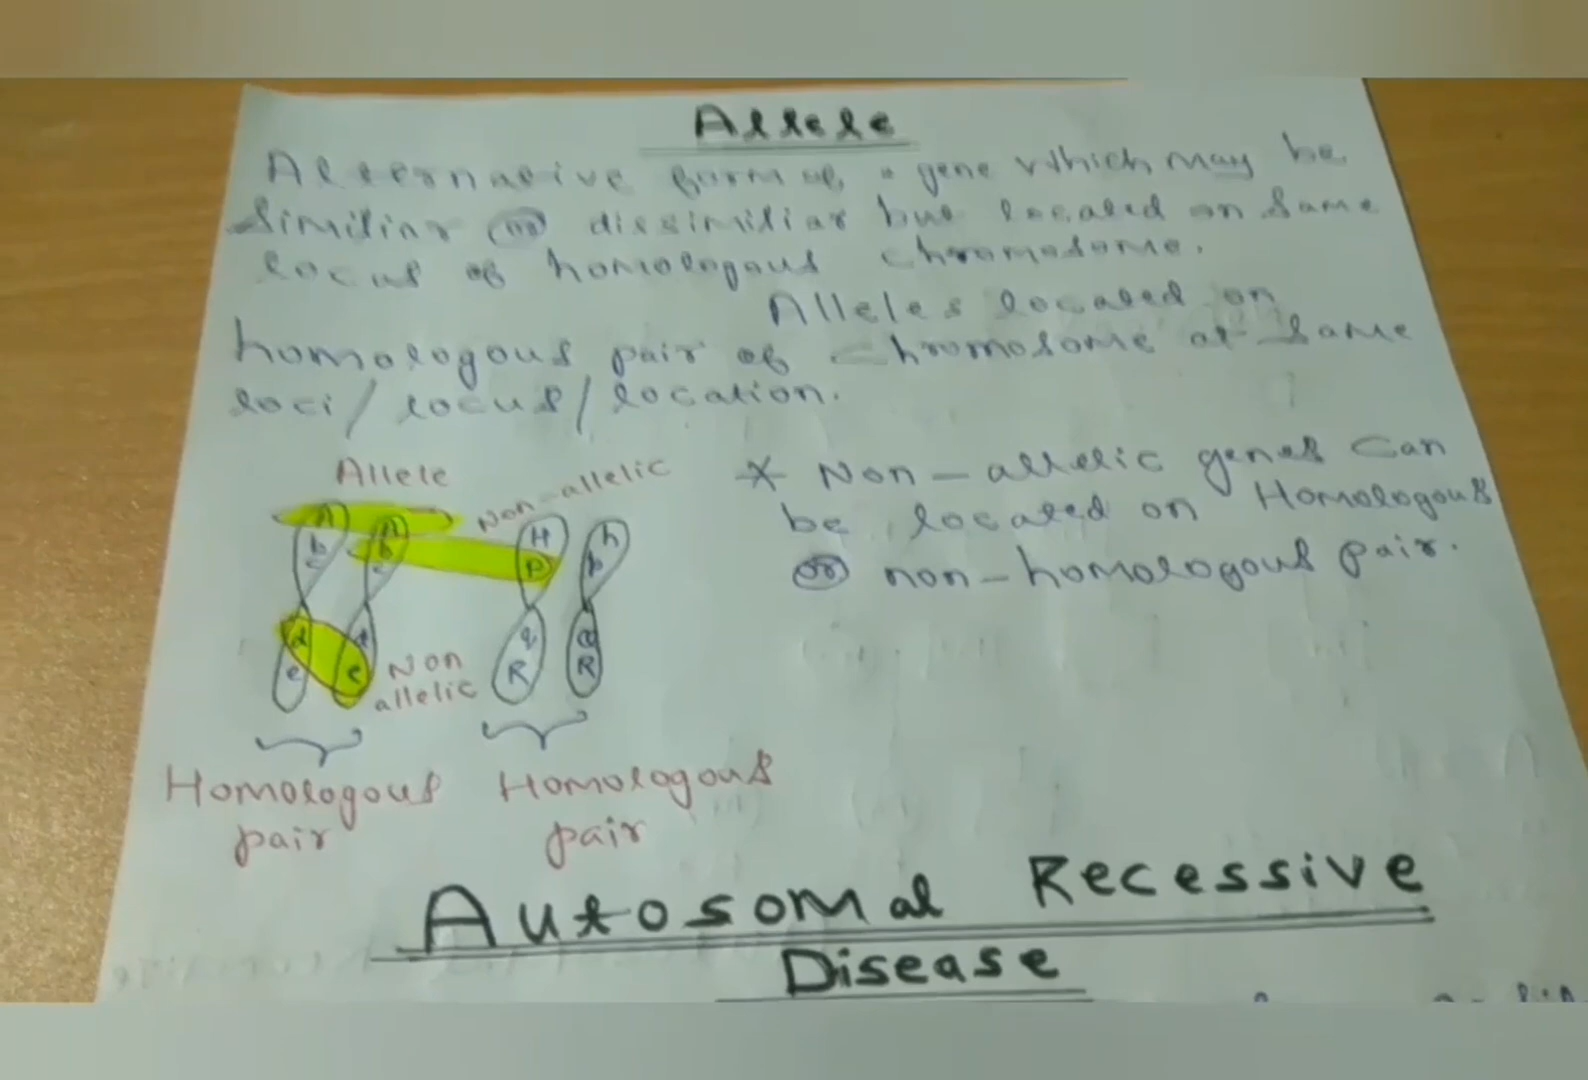 Allele
Alternative form of a gene which may be
similiar or dissimiliar but located on same
locus of homologous chromosome.
Alleles located on
homologous pair of chromosome at same
loci/locus/location.
Allele
Non-allelic
* Non-allelic genes can
be located on Homologous
or non-homologous pair.
A A H h
b b P p
c c
d d q Q
e e R R
Non
allelic
Homologous Homologous
pair pair
Autosomal Recessive
Disease